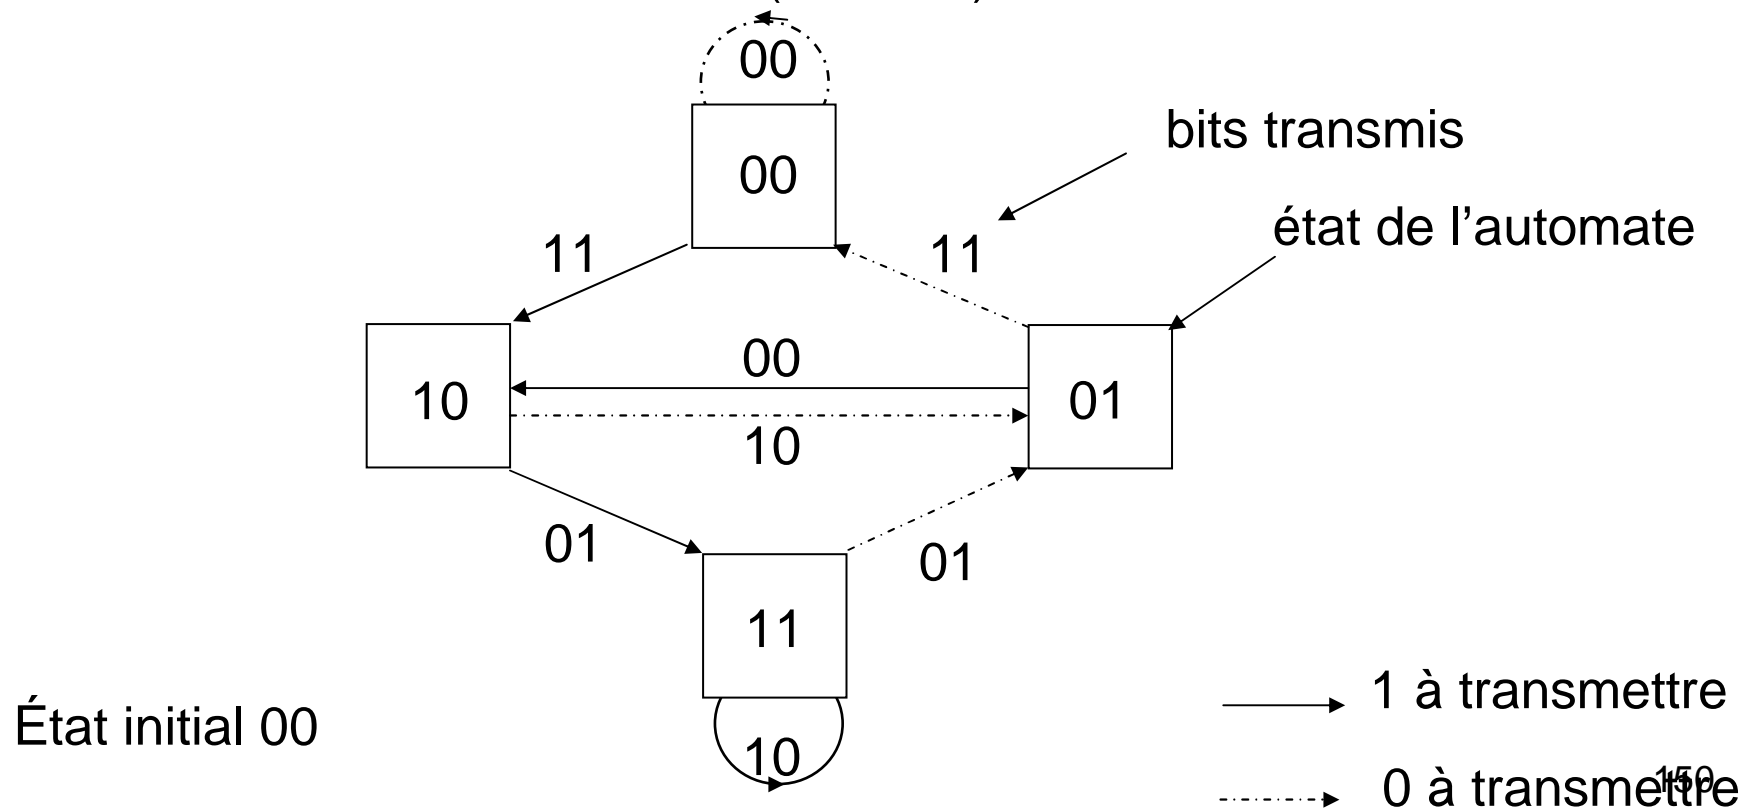 00
00
bits transmis
11
11
état de l’automate
00
10
01
10
01
01
11
État initial 00
10
1 à transmettre
0 à transmettre
150